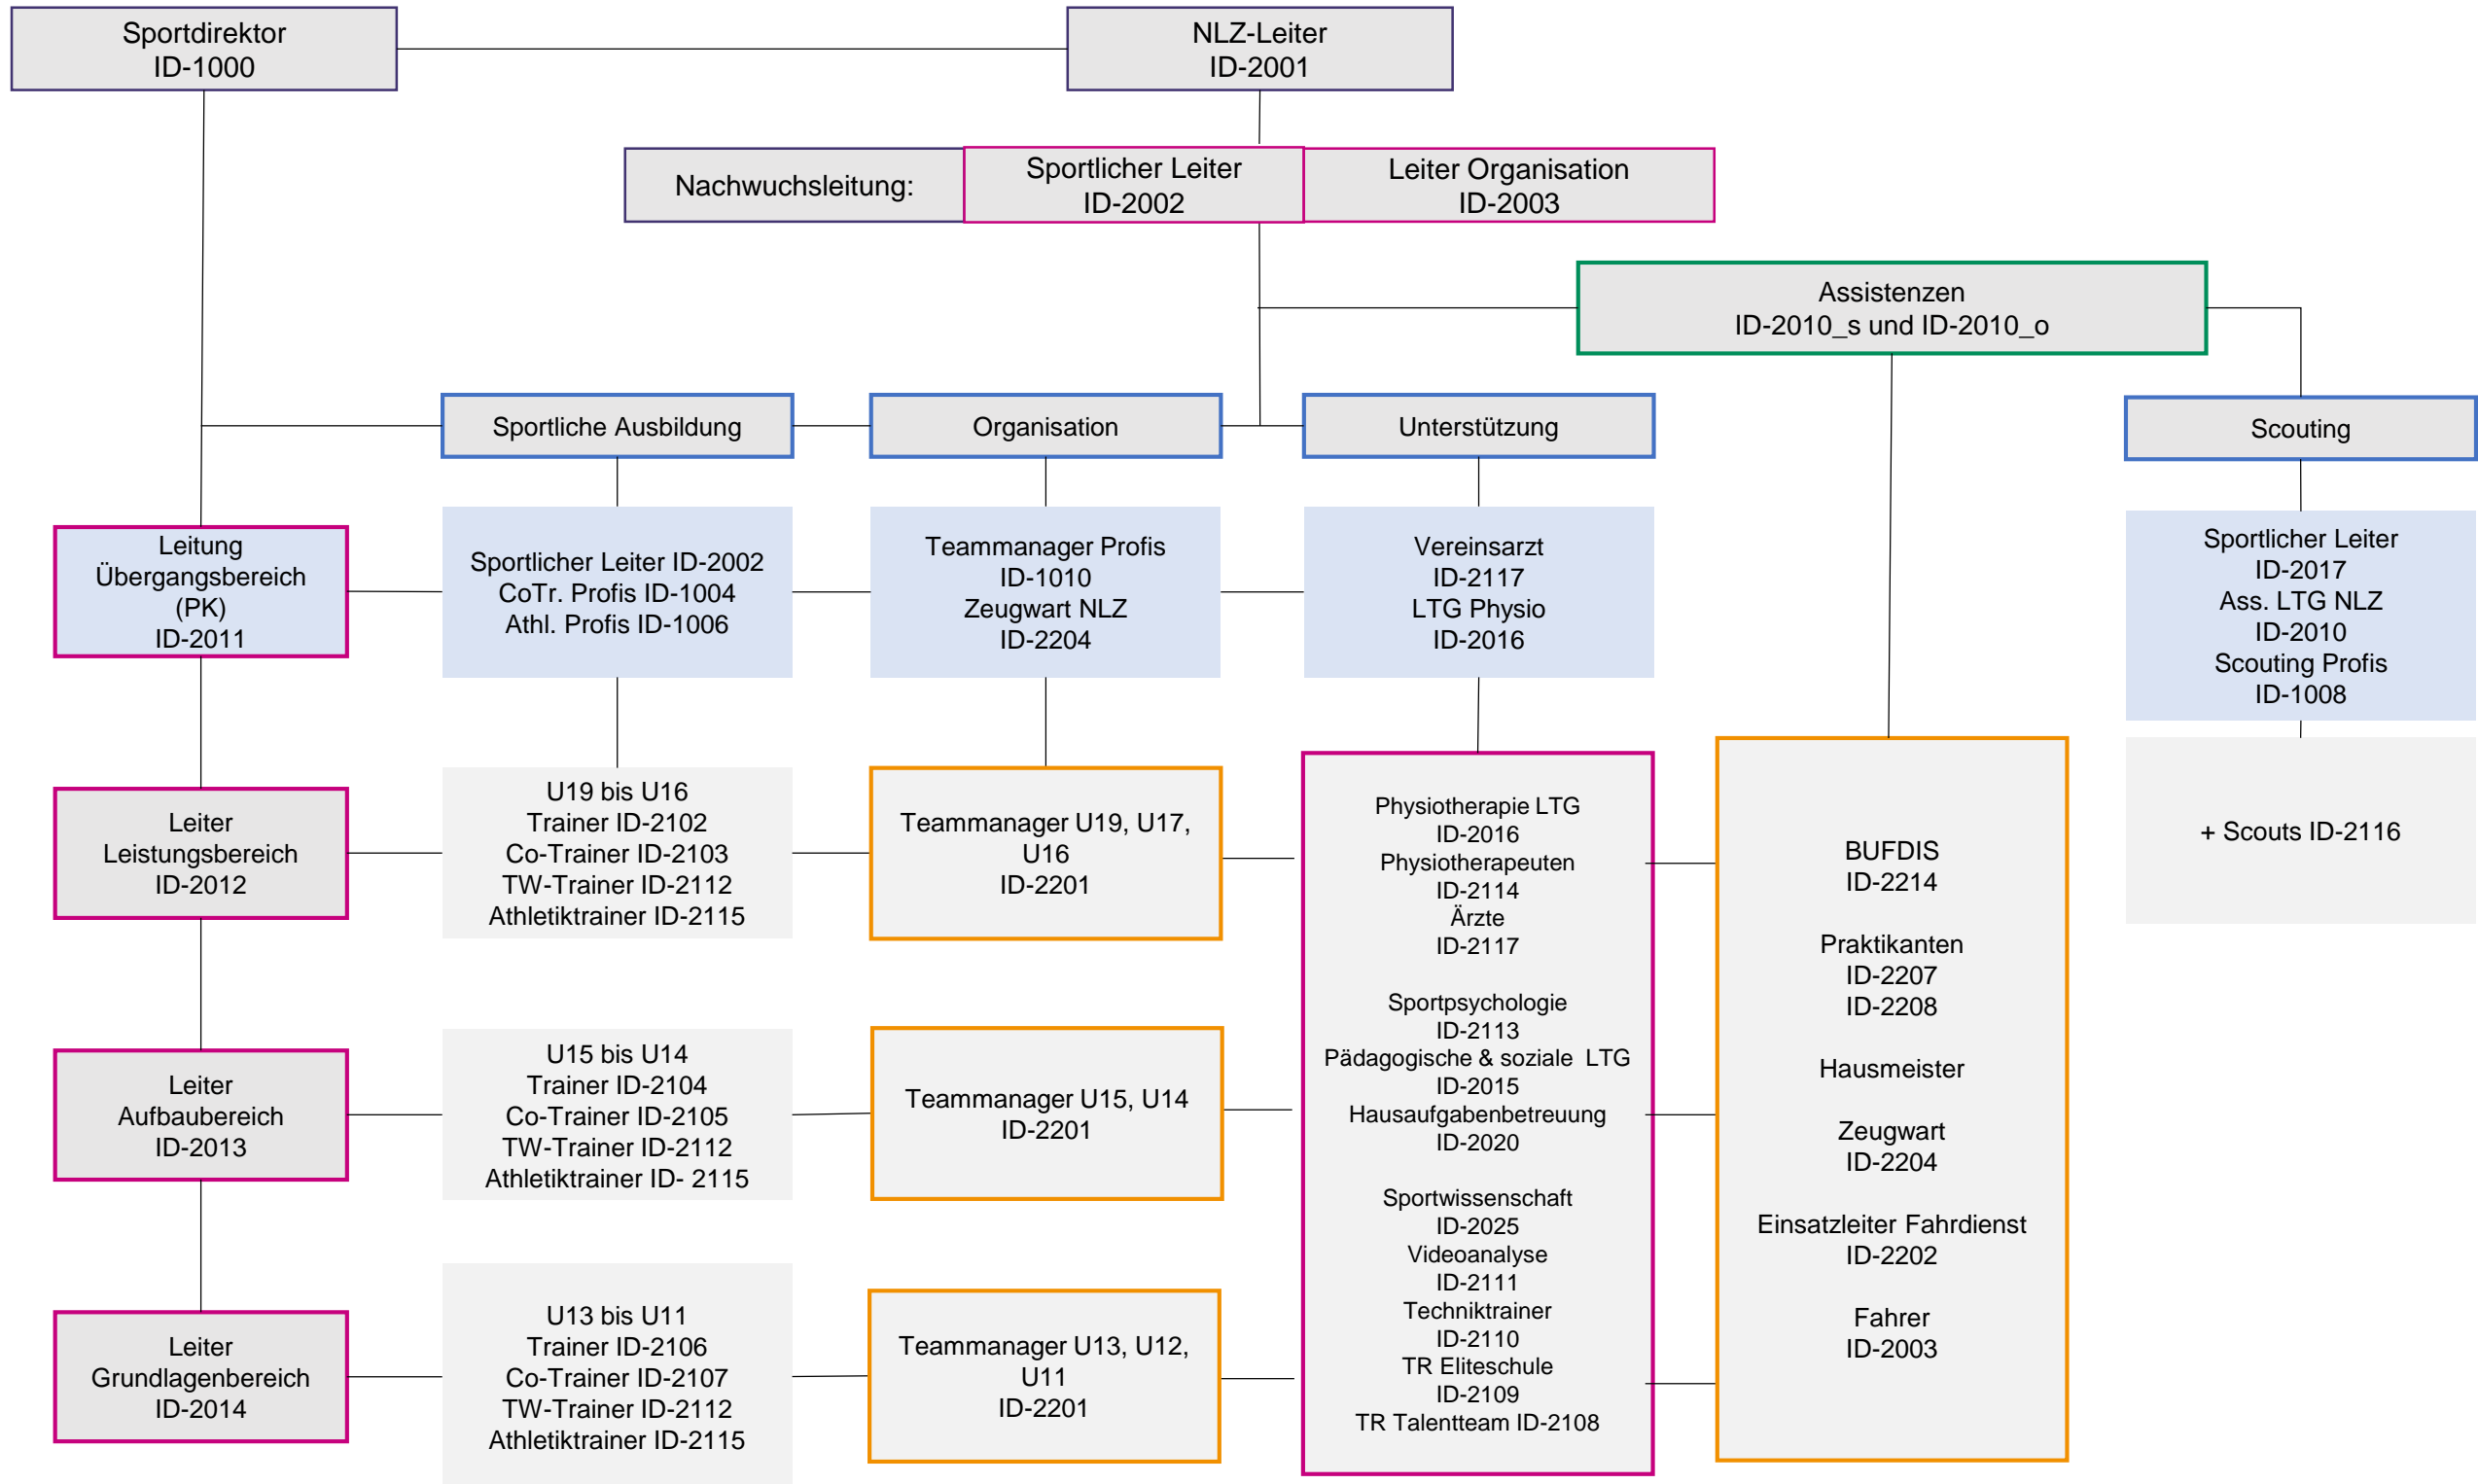 Sportdirektor
ID-1000
NLZ-Leiter
ID-2001
Nachwuchsleitung:
Sportlicher Leiter
ID-2002
Leiter Organisation
ID-2003
Assistenzen
ID-2010_s und ID-2010_o
Sportliche Ausbildung
Organisation
Unterstützung
Scouting
Leitung
Übergangsbereich
(PK)
ID-2011
Sportlicher Leiter ID-2002
CoTr. Profis ID-1004
Athl. Profis ID-1006
Teammanager Profis
ID-1010
Zeugwart NLZ
ID-2204
Vereinsarzt
ID-2117
LTG Physio
ID-2016
Sportlicher Leiter
ID-2017
Ass. LTG NLZ
ID-2010
Scouting Profis
ID-1008
Leiter
Leistungsbereich
ID-2012
U19 bis U16
Trainer ID-2102
Co-Trainer ID-2103
TW-Trainer ID-2112
Athletiktrainer ID-2115
Teammanager U19, U17,
U16
ID-2201
Physiotherapie LTG
ID-2016
Physiotherapeuten
ID-2114
Ärzte
ID-2117
Sportpsychologie
ID-2113
Pädagogische & soziale LTG
ID-2015
Hausaufgabenbetreuung
ID-2020
Sportwissenschaft
ID-2025
Videoanalyse
ID-2111
Techniktrainer
ID-2110
TR Eliteschule
ID-2109
TR Talentteam ID-2108
BUFDIS
ID-2214
Praktikanten
ID-2207
ID-2208
Hausmeister
Zeugwart
ID-2204
Einsatzleiter Fahrdienst
ID-2202
Fahrer
ID-2003
+ Scouts ID-2116
Leiter
Aufbaubereich
ID-2013
U15 bis U14
Trainer ID-2104
Co-Trainer ID-2105
TW-Trainer ID-2112
Athletiktrainer ID- 2115
Teammanager U15, U14
ID-2201
Leiter
Grundlagenbereich
ID-2014
U13 bis U11
Trainer ID-2106
Co-Trainer ID-2107
TW-Trainer ID-2112
Athletiktrainer ID-2115
Teammanager U13, U12,
U11
ID-2201